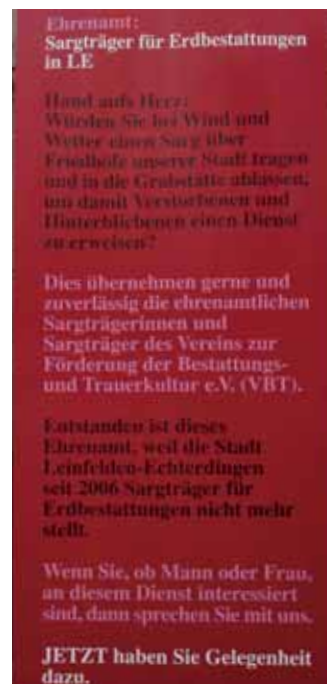 Ehrenamt:
Sargträger für Erdbestattungen
in LE
Hand aufs Herz:
Würden Sie bei Wind und
Wetter einen Sarg über
Friedhöfe unserer Stadt tragen
und in die Grabstätte ablassen,
um damit Verstorbenen und
Hinterbliebenen einen Dienst
zu erweisen?
Dies übernehmen gerne und
zuverlässig die ehrenamtlichen
Sargträgerinnen und
Sargträger des Vereins zur
Förderung der Bestattungs-
und Trauerkultur e.V. (VBT).
Entstanden ist dieses
Ehrenamt, weil die Stadt
Leinfelden-Echterdingen
seit 2006 Sargträger für
Erdbestattungen nicht mehr
stellt.
Wenn Sie, ob Mann oder Frau,
an diesem Dienst interessiert
sind, dann sprechen Sie mit uns.
JETZT haben Sie Gelegenheit
dazu.